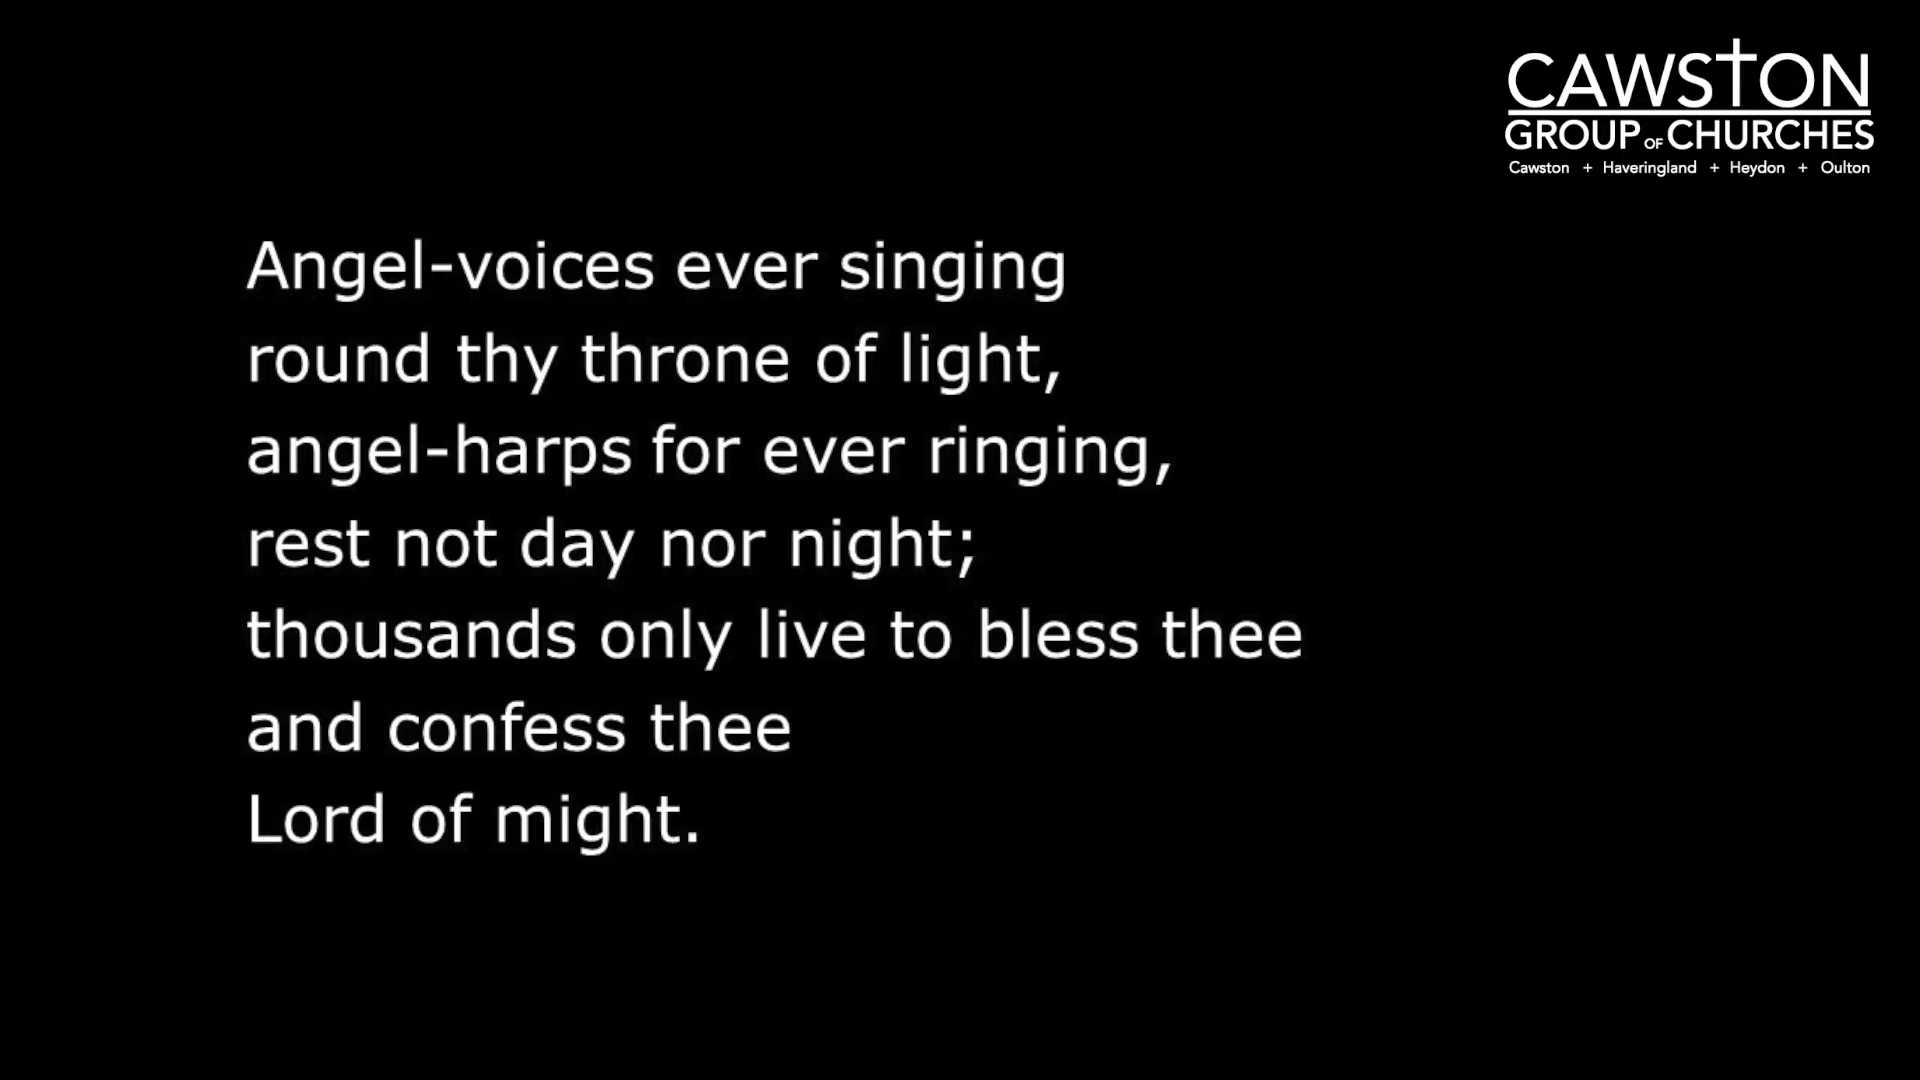 CAWSTON
GROUP OF CHURCHES
Cawston + Haveringland + Heydon + Oulton
Angel-voices ever singing
round thy throne of light,
angel-harps for ever ringing,
rest not day nor night;
thousands only live to bless thee
and confess thee
Lord of might.